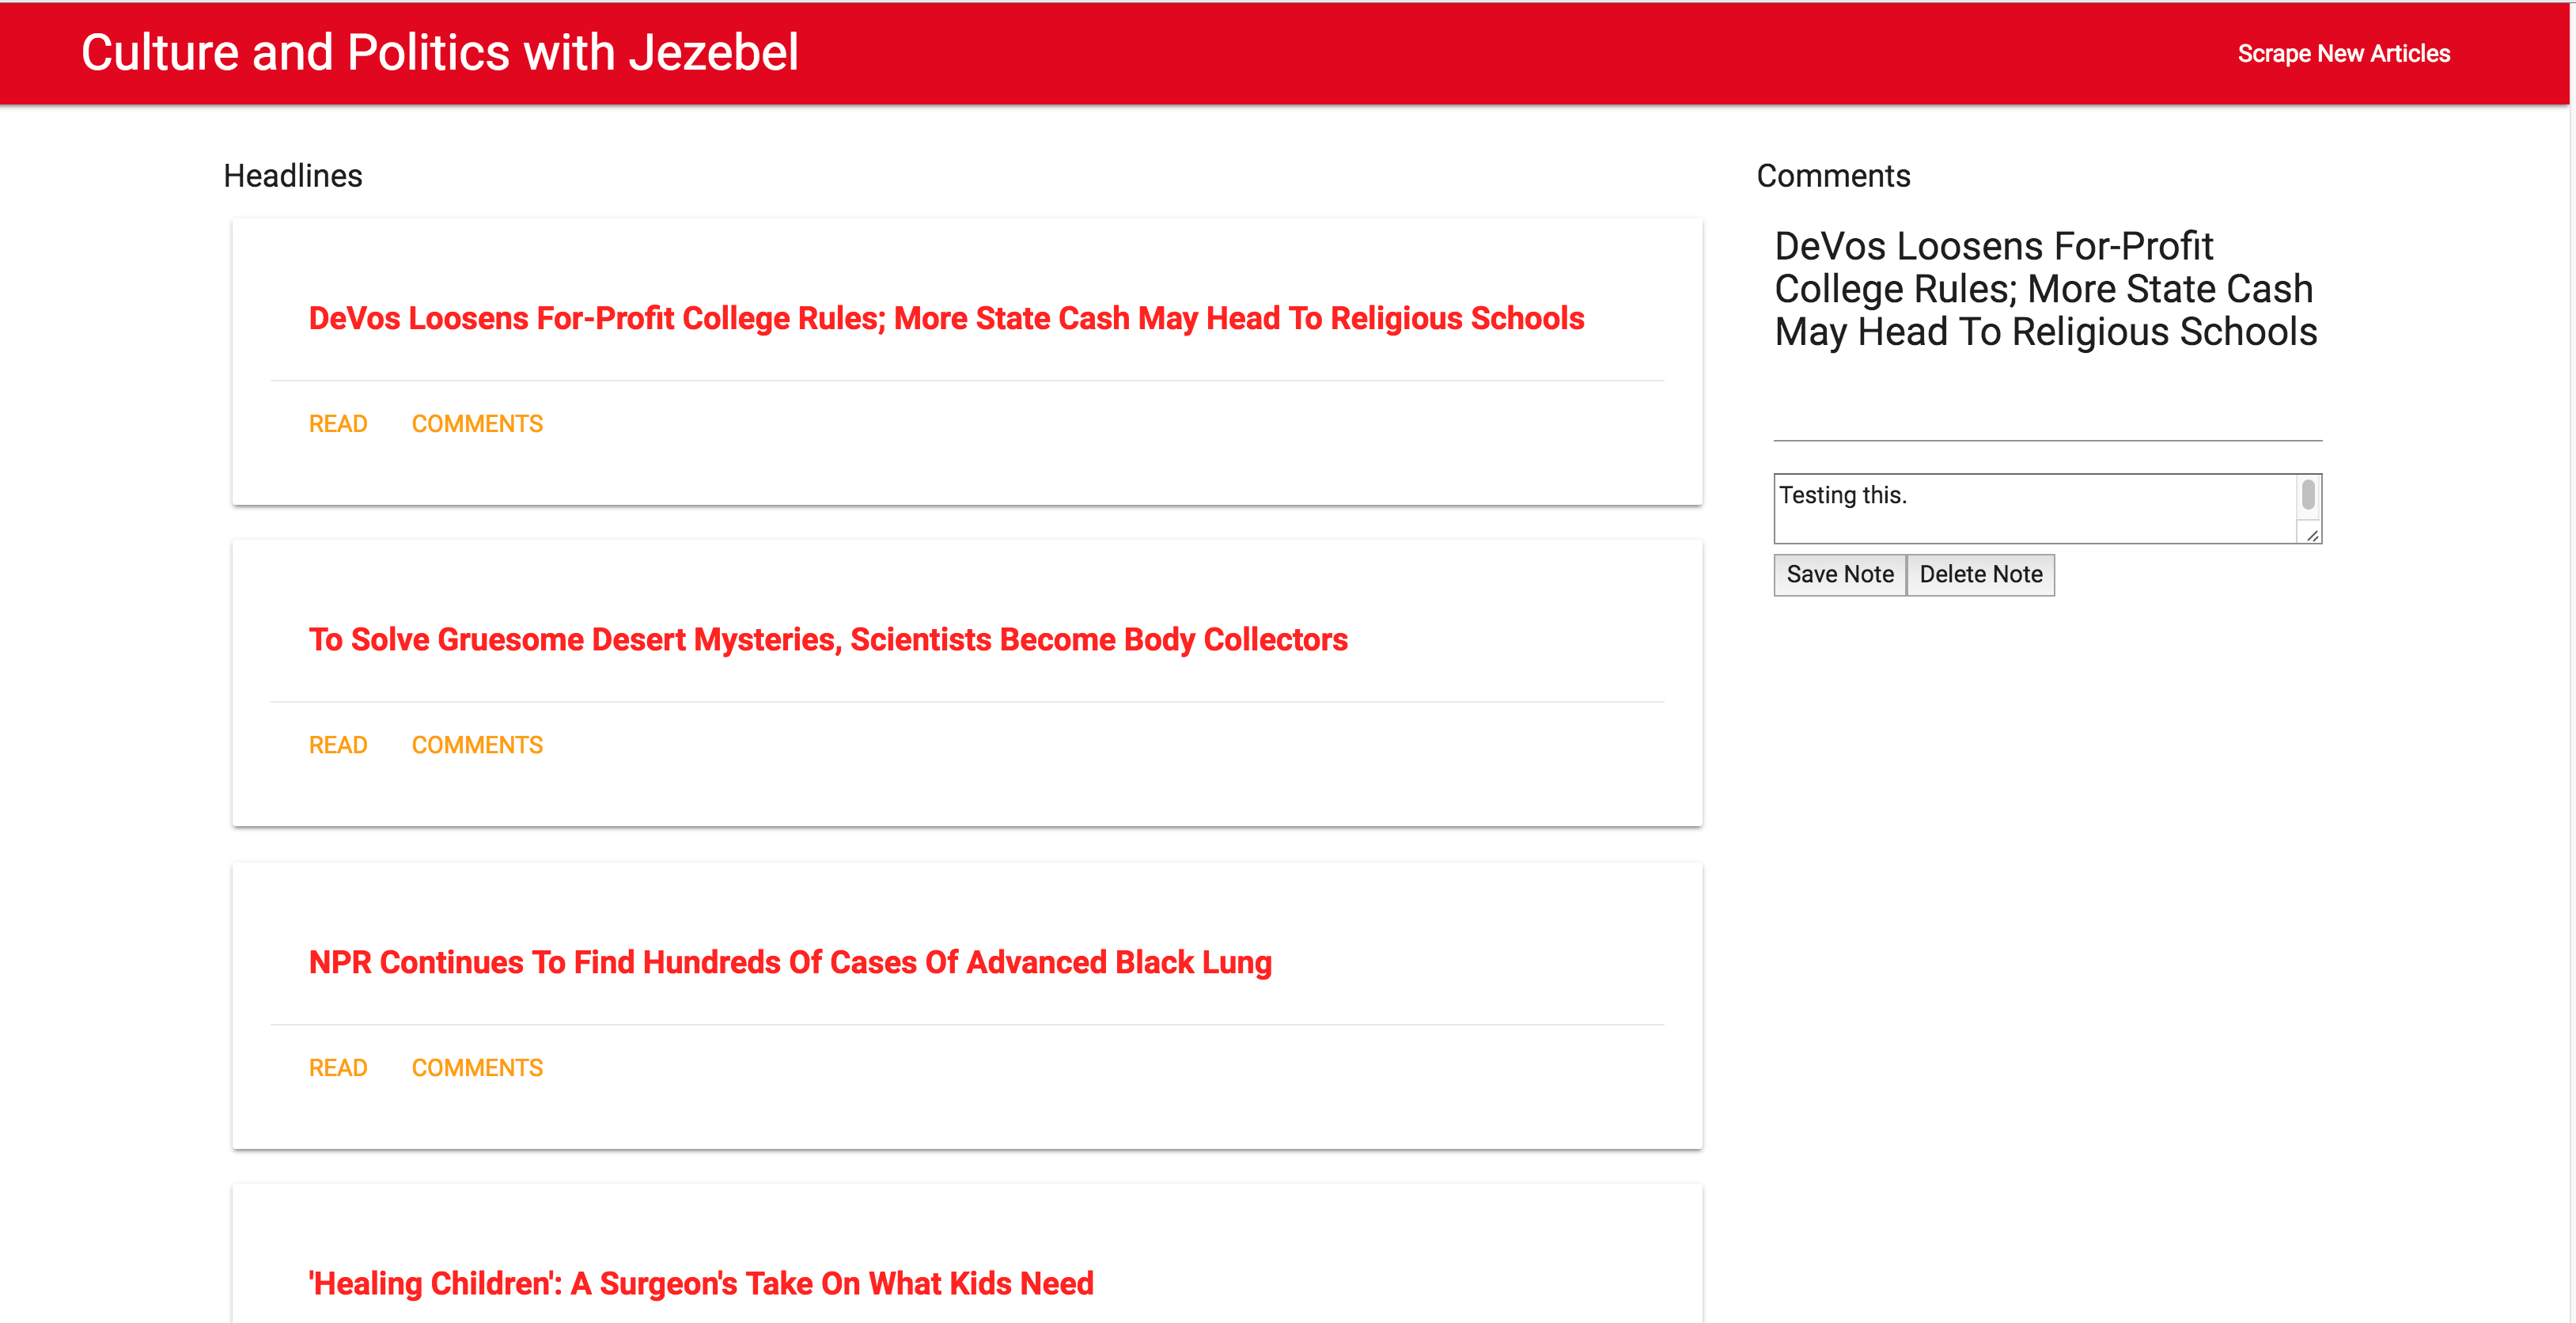 Culture and Politics with Jezebel
Scrape New Articles
Headlines
DeVos Loosens For-Profit College Rules; More State Cash May Head To Religious Schools
READ COMMENTS
To Solve Gruesome Desert Mysteries, Scientists Become Body Collectors
READ COMMENTS
NPR Continues To Find Hundreds Of Cases Of Advanced Black Lung
READ COMMENTS
'Healing Children': A Surgeon's Take On What Kids Need
Comments
DeVos Loosens For-Profit
College Rules; More State Cash
May Head To Religious Schools
Testing this.
Save Note Delete Note